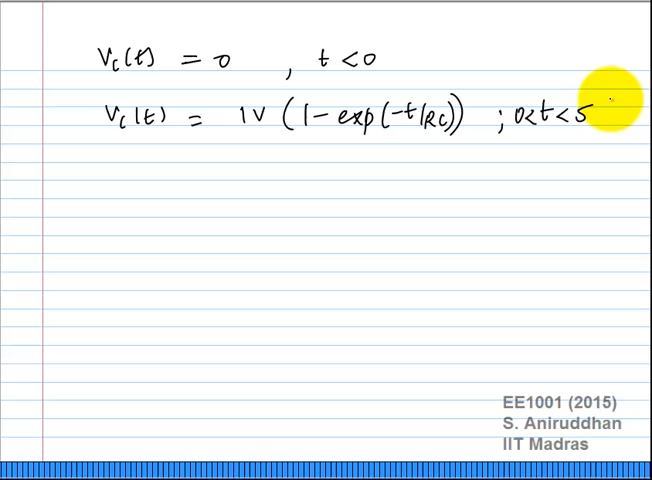 Vc(t) = 0 , t < 0
Vc(t) = 1V (1 - exp(-t/RC)) ; 0 < t < 5
EE1001 (2015)
S. Aniruddhan
IIT Madras